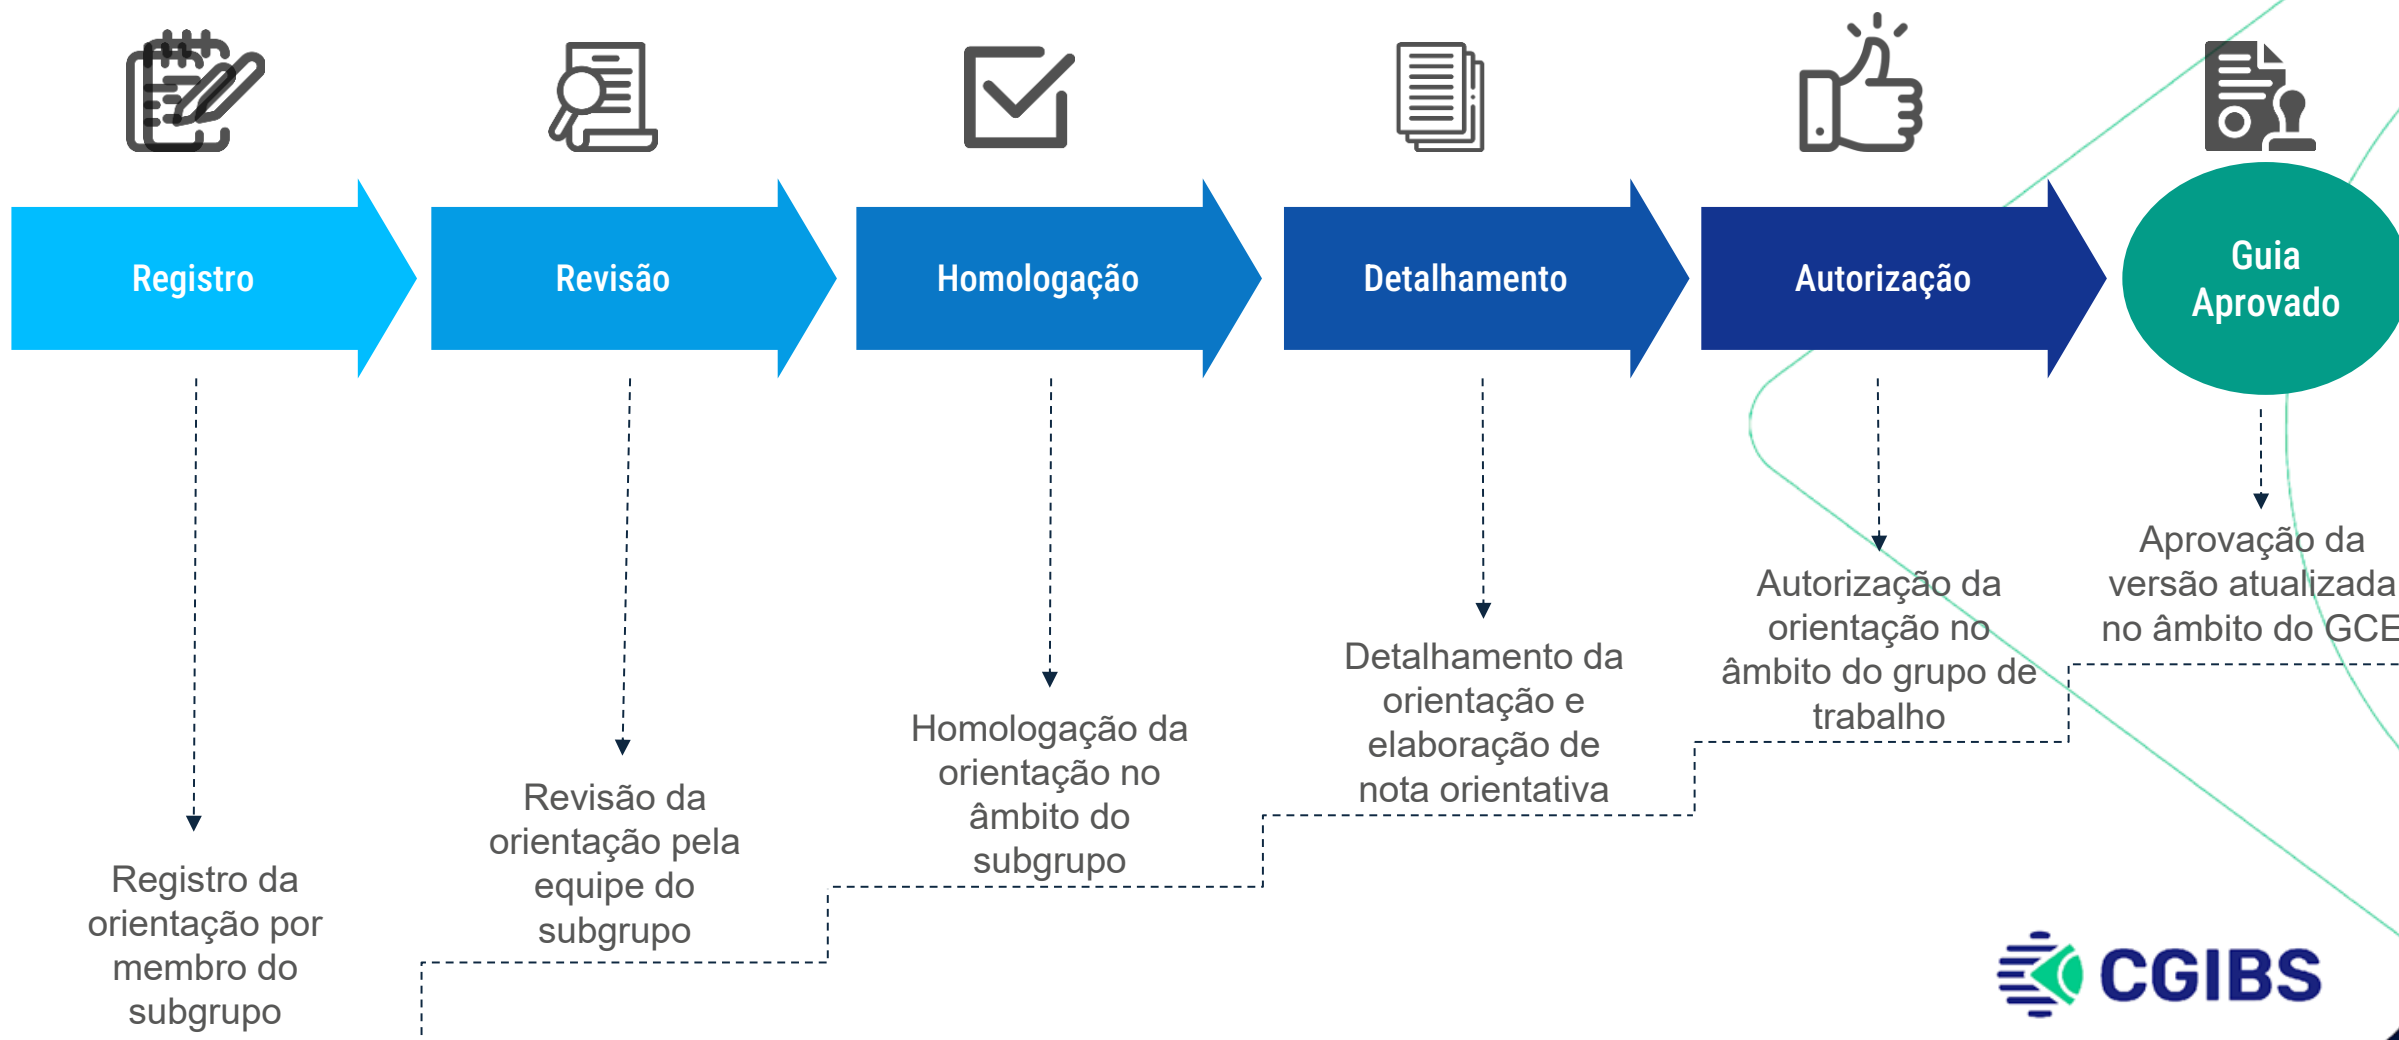 Registro
Revisão
Homologação
Detalhamento
Autorização
Guia
Aprovado
Registro da
orientação por
membro do
subgrupo
Revisão da
orientação pela
equipe do
subgrupo
Homologação da
orientação no
âmbito do
subgrupo
Detalhamento da
orientação e
elaboração de
nota orientativa
Autorização da
orientação no
âmbito do grupo de
trabalho
Aprovação da
versão atualizada
no âmbito do GCE
CGIBS